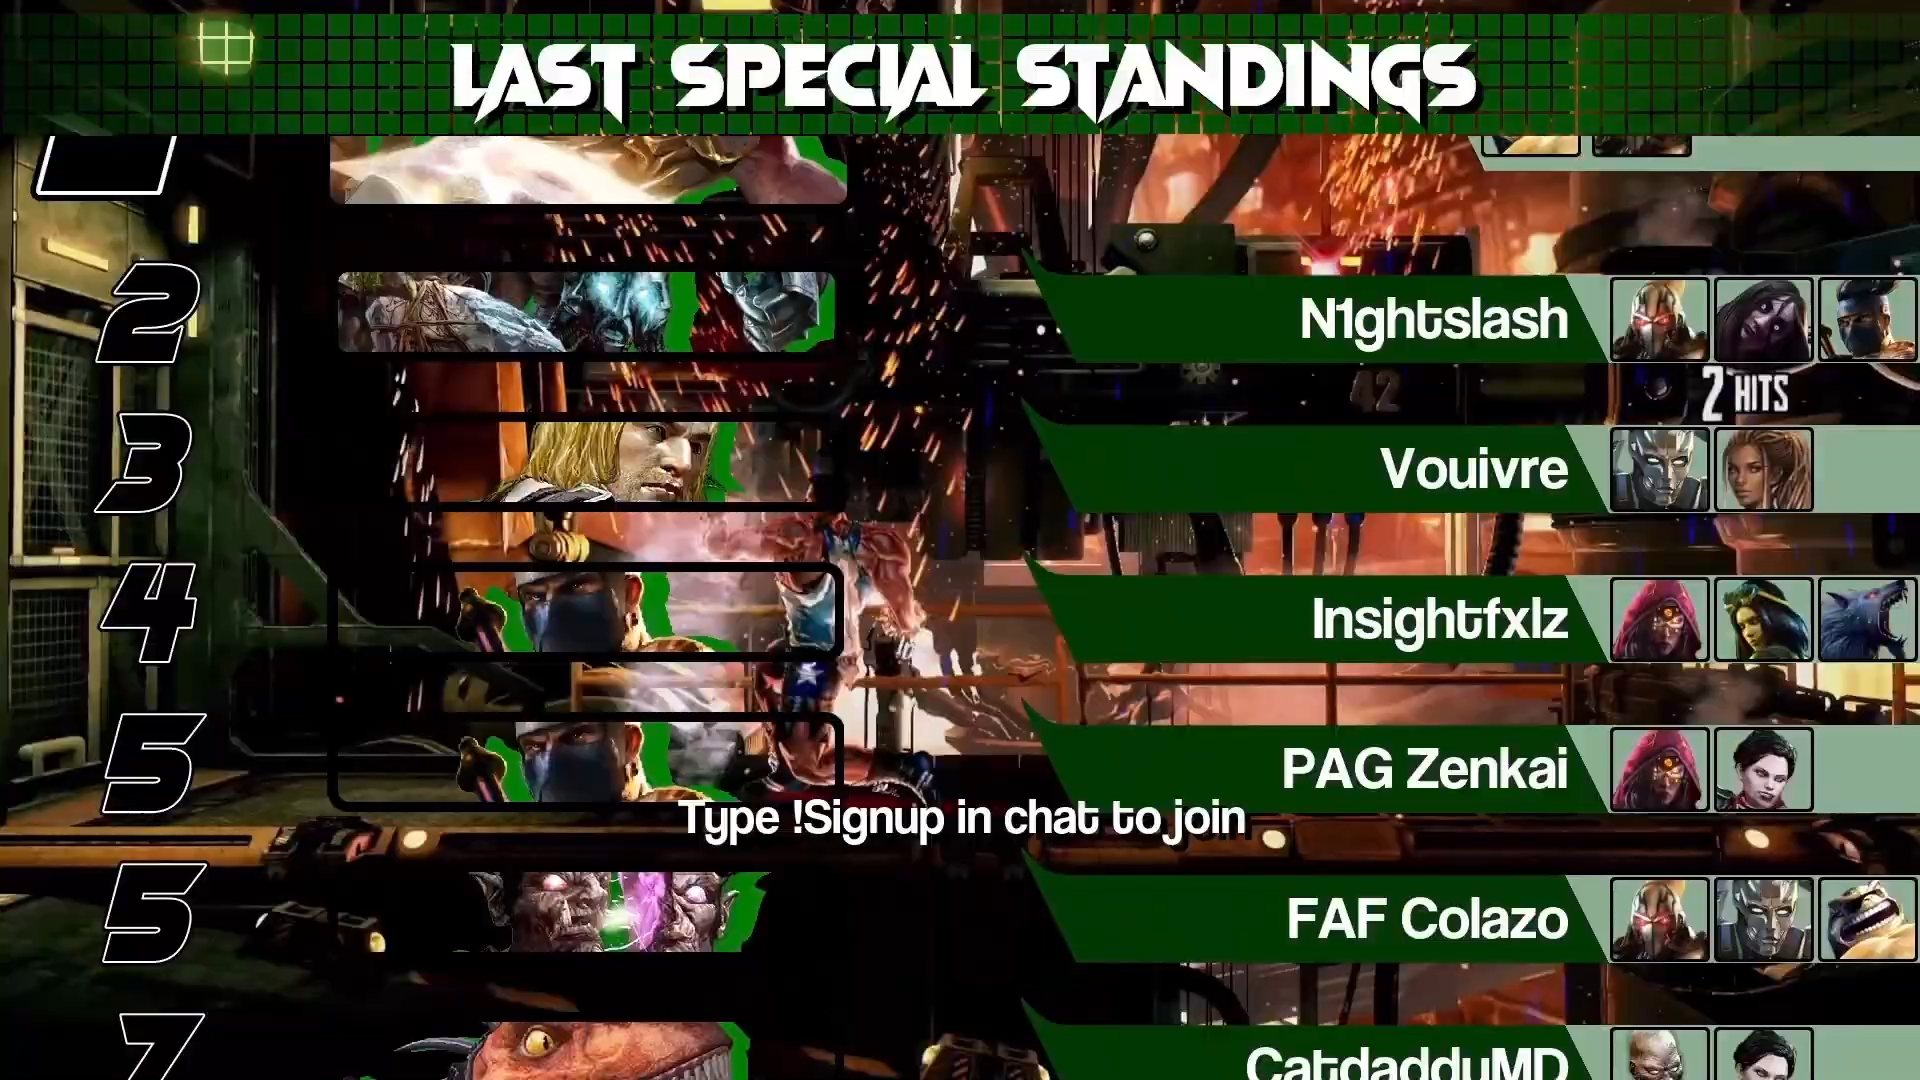 LAST SPECIAL STANDINGS
2 N1ghtslash
42
2 HITS
3 Vouivre
4 Insightfxlz
5 PAG Zenkai
Type !Signup in chat to join
5 FAF Colazo
7 CatdadduMD